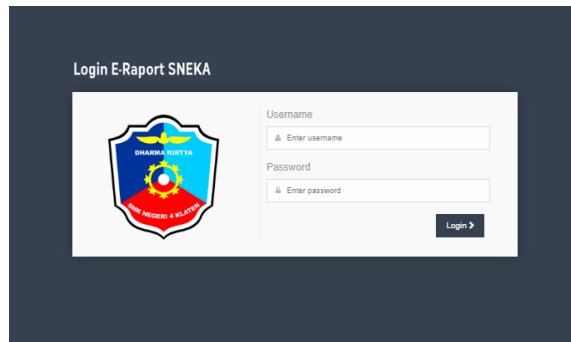 Login E-Raport SNEKA
DHARMA KIRTYA
SMK NEGERI 4 KLATEN
Username
Enter username
Password
Enter password
Login